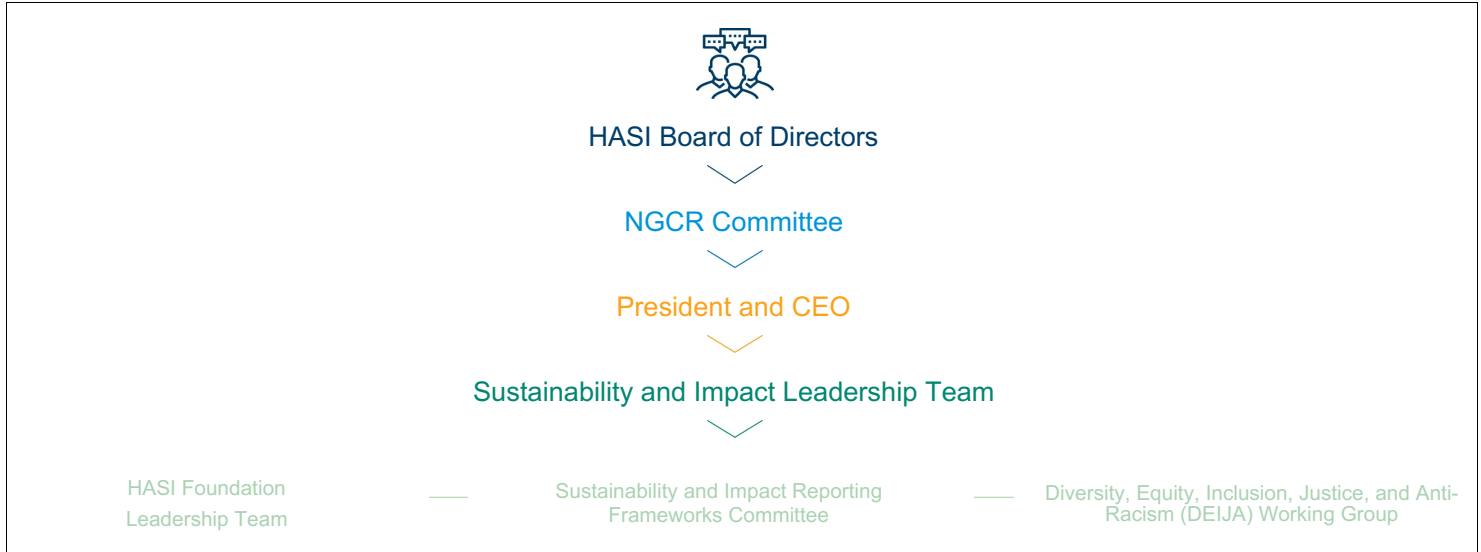 HASI Board of Directors
NGCR Committee
President and CEO
Sustainability and Impact Leadership Team
HASI Foundation
Leadership Team
Sustainability and Impact Reporting
Frameworks Committee
Diversity, Equity, Inclusion, Justice, and Anti-
Racism (DEIJA) Working Group